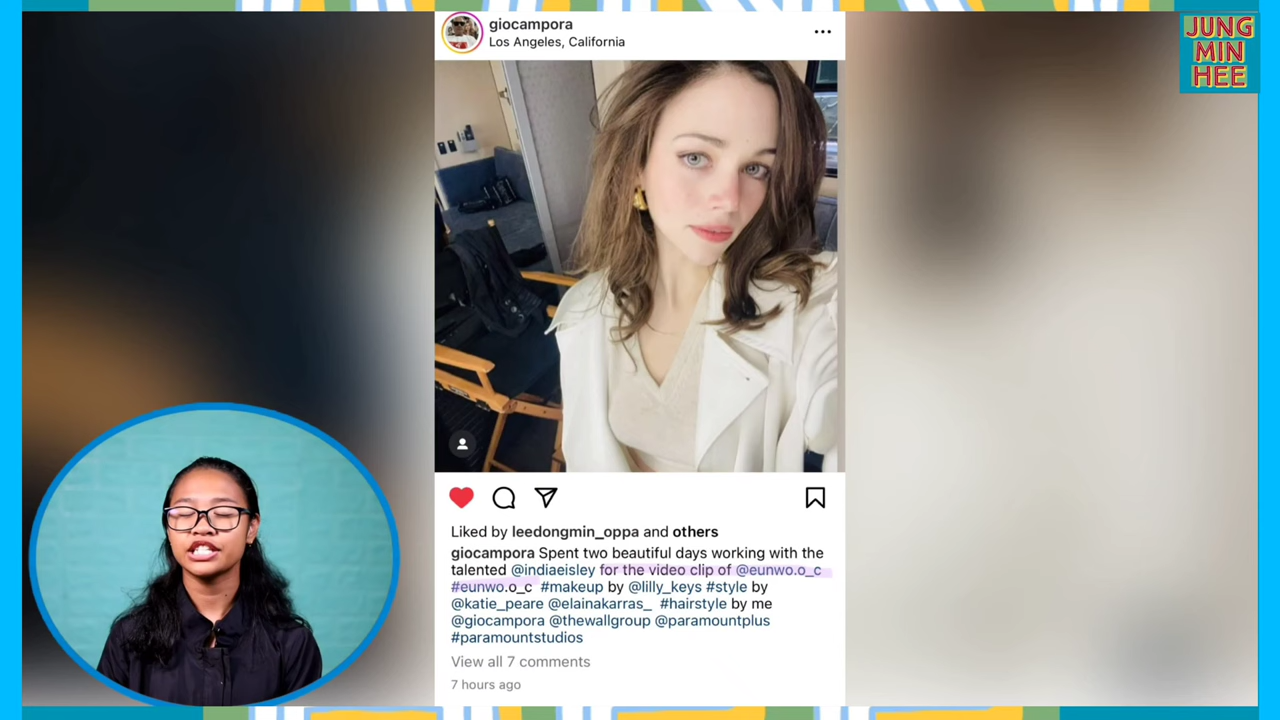 giocampora
Los Angeles, California
JUNG
MIN
HEE
Liked by leedongmin_oppa and others
giocampora Spent two beautiful days working with the
talented @indiaeisley for the video clip of @eunwo.o_c
#eunwo.o_c #makeup by @lilly_keys #style by
@katie_peare @elainakarras_ #hairstyle by me
@giocampora @thewallgroup @paramountplus
#paramountstudios
View all 7 comments
7 hours ago